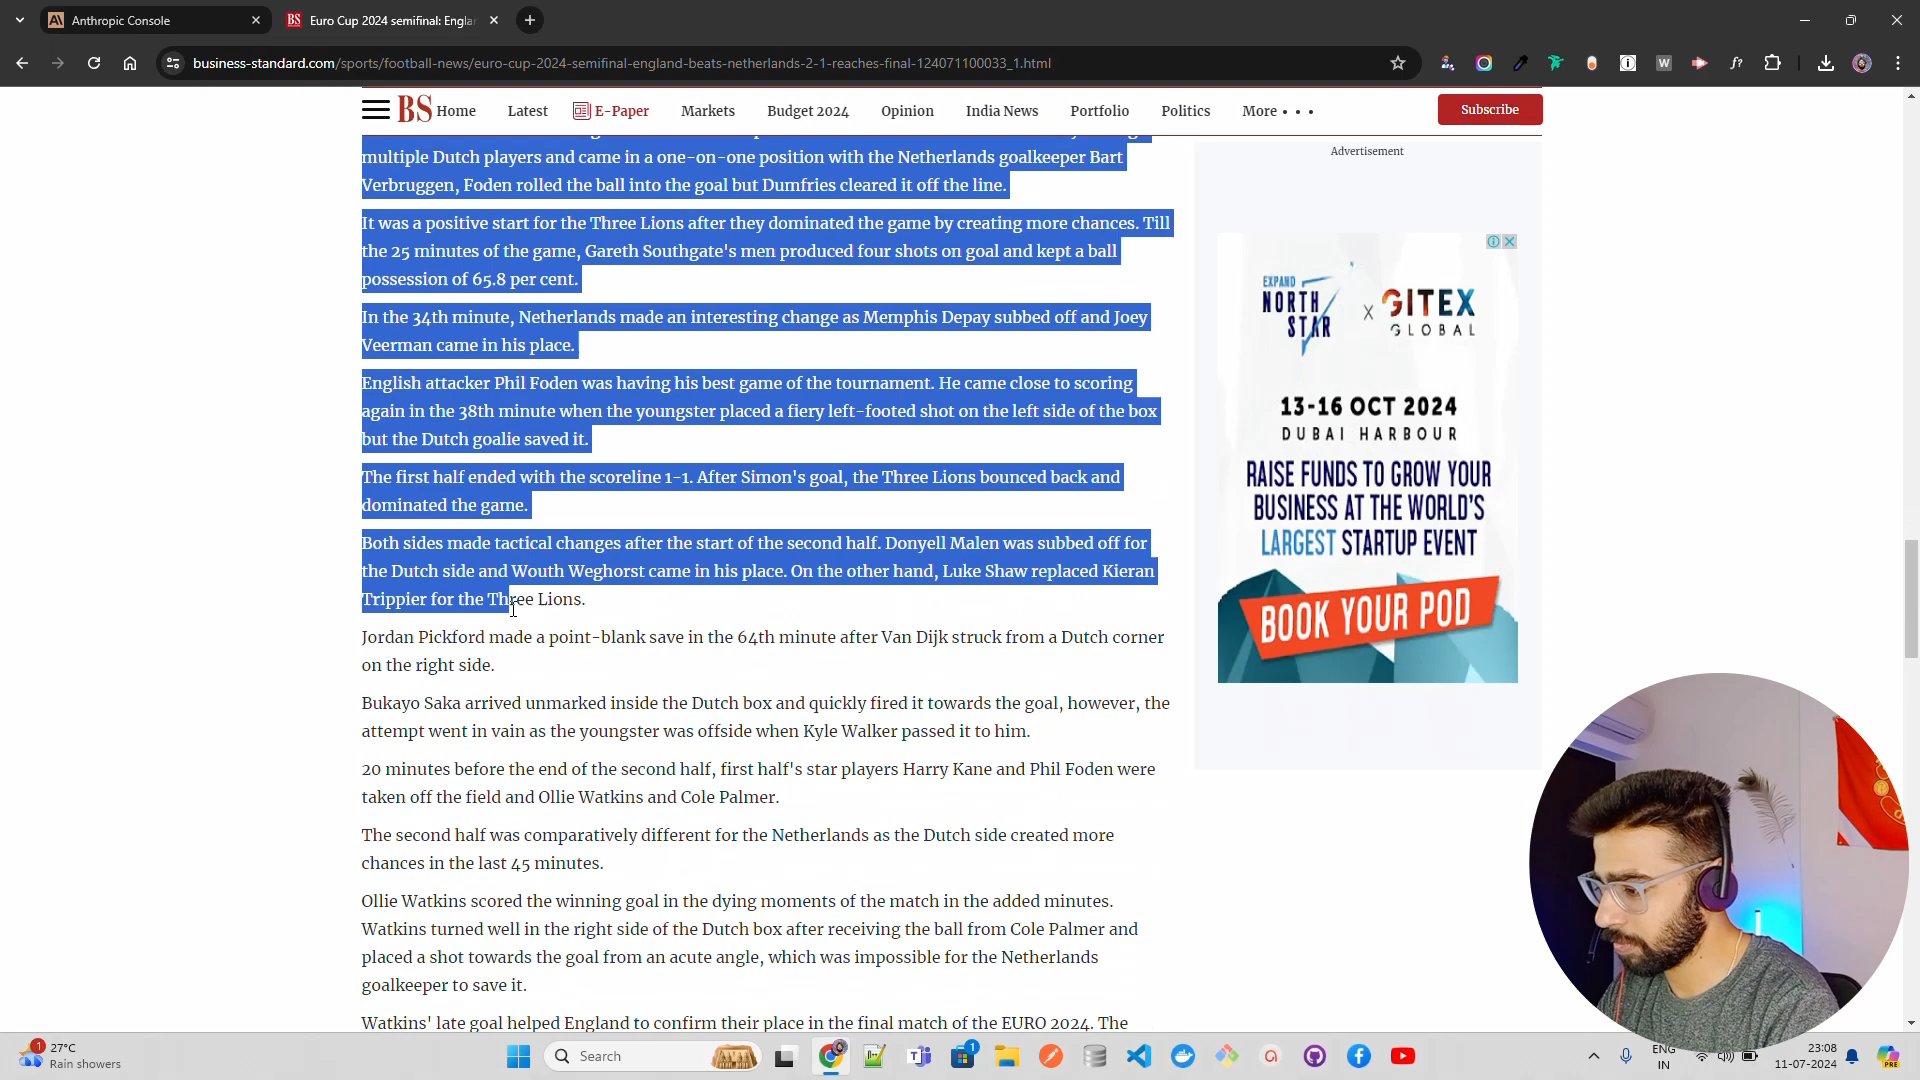 Anthropic Console
BS Euro Cup 2024 semifinal: Engla
business-standard.com/sports/football-news/euro-cup-2024-semifinal-england-beats-netherlands-2-1-reaches-final-124071100033_1.html
BS Home Latest E-Paper Markets Budget 2024 Opinion India News Portfolio Politics More • • • Subscribe
multiple Dutch players and came in a one-on-one position with the Netherlands goalkeeper Bart
Verbruggen, Foden rolled the ball into the goal but Dumfries cleared it off the line.
It was a positive start for the Three Lions after they dominated the game by creating more chances. Till
the 25 minutes of the game, Gareth Southgate's men produced four shots on goal and kept a ball
possession of 65.8 per cent.
In the 34th minute, Netherlands made an interesting change as Memphis Depay subbed off and Joey
Veerman came in his place.
English attacker Phil Foden was having his best game of the tournament. He came close to scoring
again in the 38th minute when the youngster placed a fiery left-footed shot on the left side of the box
but the Dutch goalie saved it.
The first half ended with the scoreline 1-1. After Simon's goal, the Three Lions bounced back and
dominated the game.
Both sides made tactical changes after the start of the second half. Donyell Malen was subbed off for
the Dutch side and Wouth Weghorst came in his place. On the other hand, Luke Shaw replaced Kieran
Trippier for the Three Lions.
Jordan Pickford made a point-blank save in the 64th minute after Van Dijk struck from a Dutch corner
on the right side.
Bukayo Saka arrived unmarked inside the Dutch box and quickly fired it towards the goal, however, the
attempt went in vain as the youngster was offside when Kyle Walker passed it to him.
20 minutes before the end of the second half, first half's star players Harry Kane and Phil Foden were
taken off the field and Ollie Watkins and Cole Palmer.
The second half was comparatively different for the Netherlands as the Dutch side created more
chances in the last 45 minutes.
Ollie Watkins scored the winning goal in the dying moments of the match in the added minutes.
Watkins turned well in the right side of the Dutch box after receiving the ball from Cole Palmer and
placed a shot towards the goal from an acute angle, which was impossible for the Netherlands
goalkeeper to save it.
Watkins' late goal helped England to confirm their place in the final match of the EURO 2024. The
Advertisement
EXPAND
NORTH
STAR
X
GITEX
GLOBAL
13-16 OCT 2024
DUBAI HARBOUR
RAISE FUNDS TO GROW YOUR
BUSINESS AT THE WORLD'S
LARGEST STARTUP EVENT
BOOK YOUR POD
1
27°C
Rain showers
Search
1
ENG
IN
23:08
11-07-2024
PRE